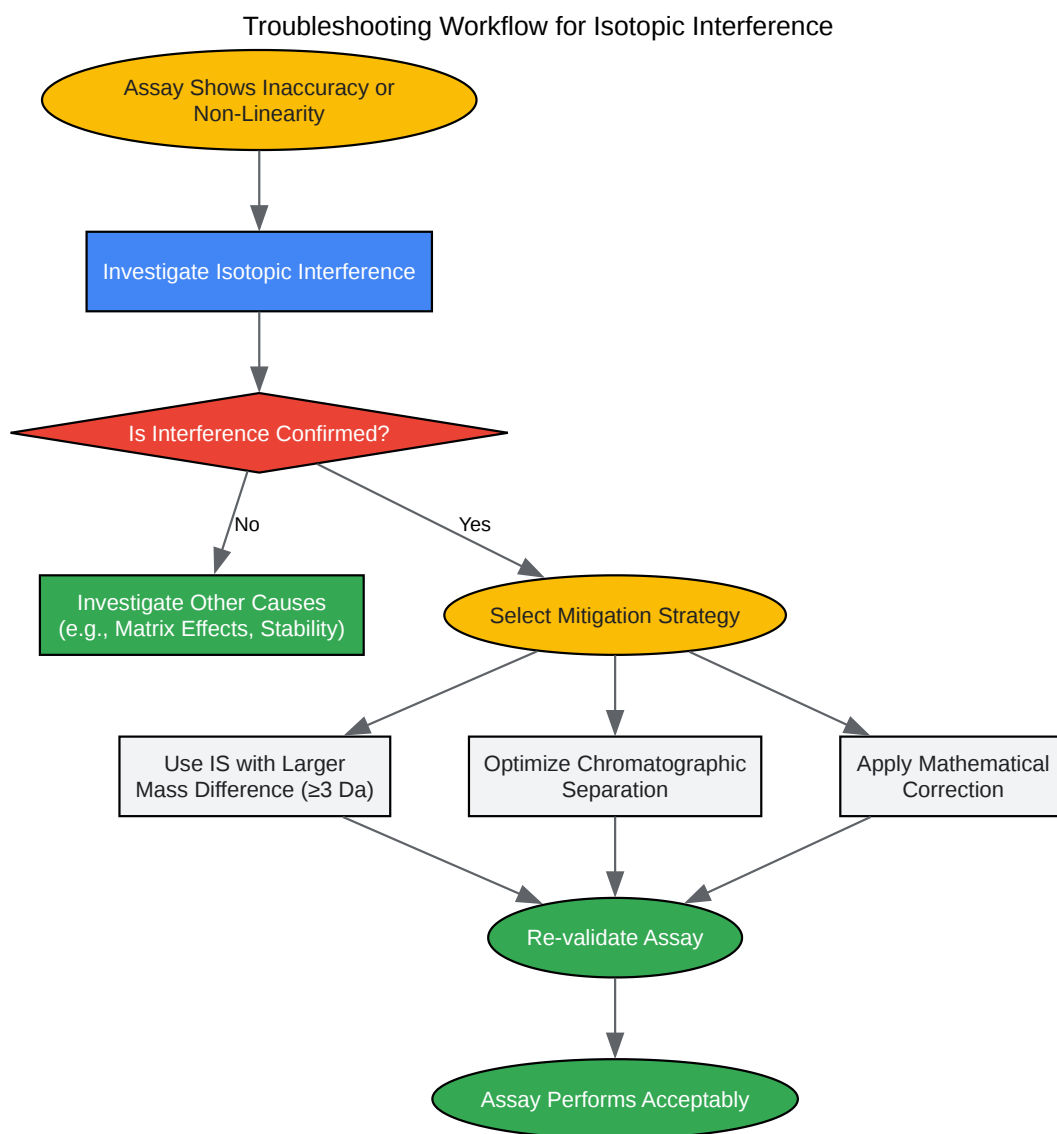 Troubleshooting Workflow for Isotopic Interference
Assay Shows Inaccuracy or
Non-Linearity
Investigate Isotopic Interference
Is Interference Confirmed?
No
Yes
Investigate Other Causes
(e.g., Matrix Effects, Stability)
Select Mitigation Strategy
Use IS with Larger
Mass Difference (≥3 Da)
Optimize Chromatographic
Separation
Apply Mathematical
Correction
Re-validate Assay
Assay Performs Acceptably